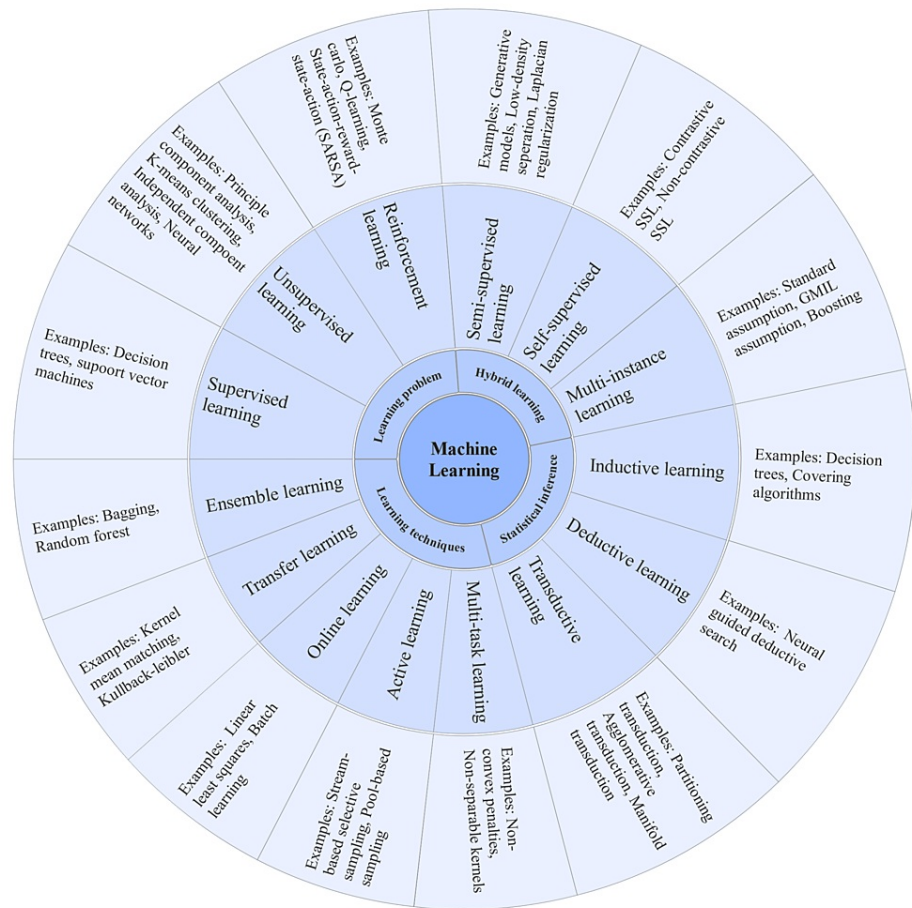 Machine
Learning
Learning problem
Hybrid learning
Statistical inference
Learning techniques
Supervised
learning
Unsupervised
learning
Reinforcement
learning
Semi-supervised
learning
Self-supervised
learning
Multi-instance
learning
Inductive learning
Deductive learning
Transductive
learning
Multi-task learning
Active learning
Online learning
Transfer learning
Ensemble learning
Examples: Decision
trees, supoort vector
machines
Examples: Principle
component analysis,
K-means clustering,
Independent compoent
analysis, Neural
networks
Examples: Monte
carlo, Q-learning,
State-action-reward-
state-action (SARSA)
Examples: Generative
models, Low-density
seperation, Laplacian
regularization
Examples: Contrastive
SSL, Non-contrastive
SSL
Examples: Standard
assumption, GMIL
assumption, Boosting
Examples: Decision
trees, Covering
algorithms
Examples: Neural
guided deductive
search
Examples: Partitioning
transduction,
Agglomerative
transduction, Manifold
transduction
Examples: Non-
convex penalties,
Non-separable kernels
Examples: Stream-
based selective
sampling, Pool-based
sampling
Examples: Linear
least squares, Batch
learning
Examples: Kernel
mean matching,
Kullback-leibler
Examples: Bagging,
Random forest